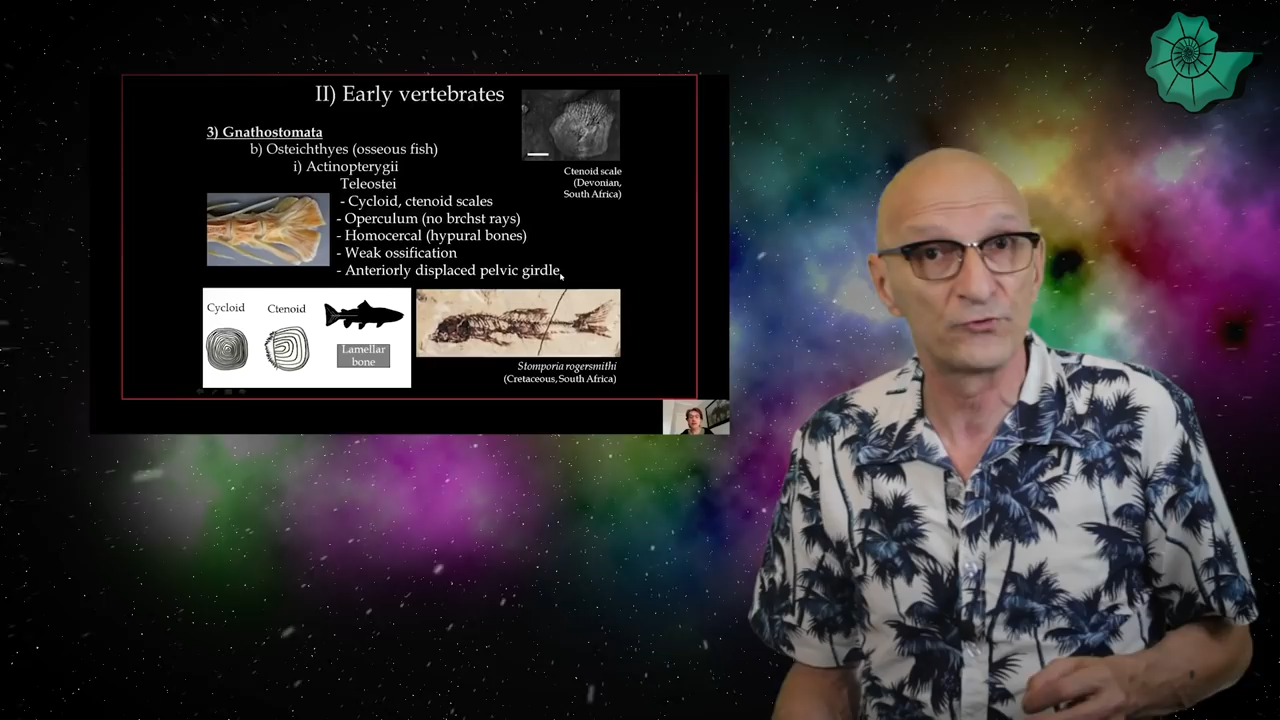 II) Early vertebrates
3) Gnathostomata
b) Osteichthyes (osseous fish)
i) Actinopterygii
Teleostei
- Cycloid, ctenoid scales
- Operculum (no brchst rays)
- Homocercal (hypural bones)
- Weak ossification
- Anteriorly displaced pelvic girdle
Ctenoid scale
(Devonian,
South Africa)
Cycloid
Ctenoid
Lamellar
bone
Stomporia rogersmithi
(Cretaceous, South Africa)